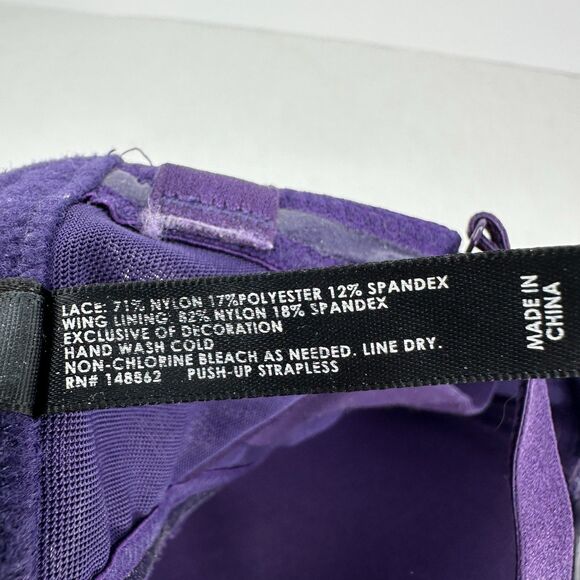 LACE: 71% NYLON 17%POLYESTER 12% SPANDEX
WING LINING: 82% NYLON 18% SPANDEX
EXCLUSIVE OF DECORATION
HAND WASH COLD
NON-CHLORINE BLEACH AS NEEDED. LINE DRY.
RN# 148562 PUSH-UP STRAPLESS
MADE IN
CHINA